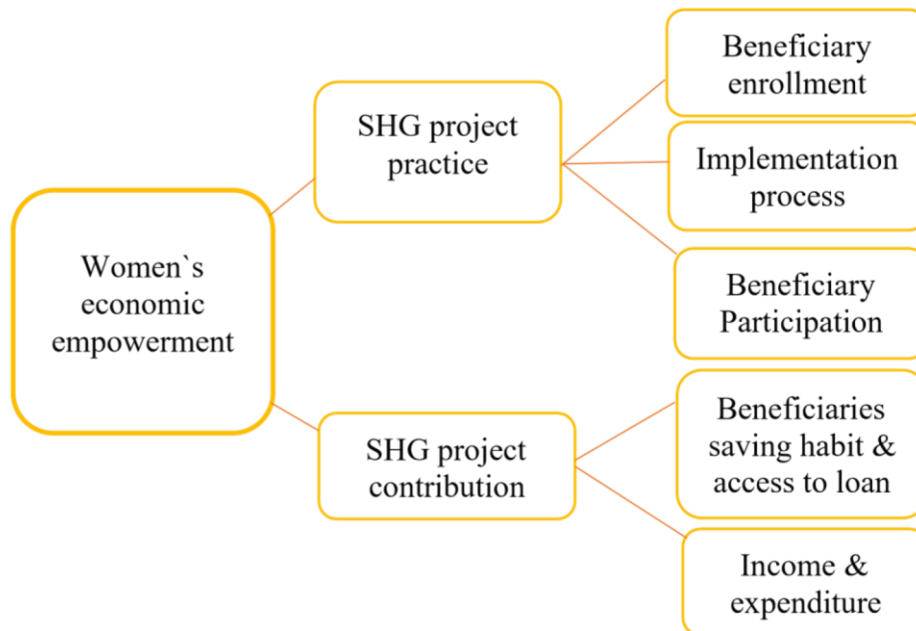 Women`s
economic
empowerment
SHG project
practice
Beneficiary
enrollment
Implementation
process
Beneficiary
Participation
SHG project
contribution
Beneficiaries
saving habit &
access to loan
Income &
expenditure